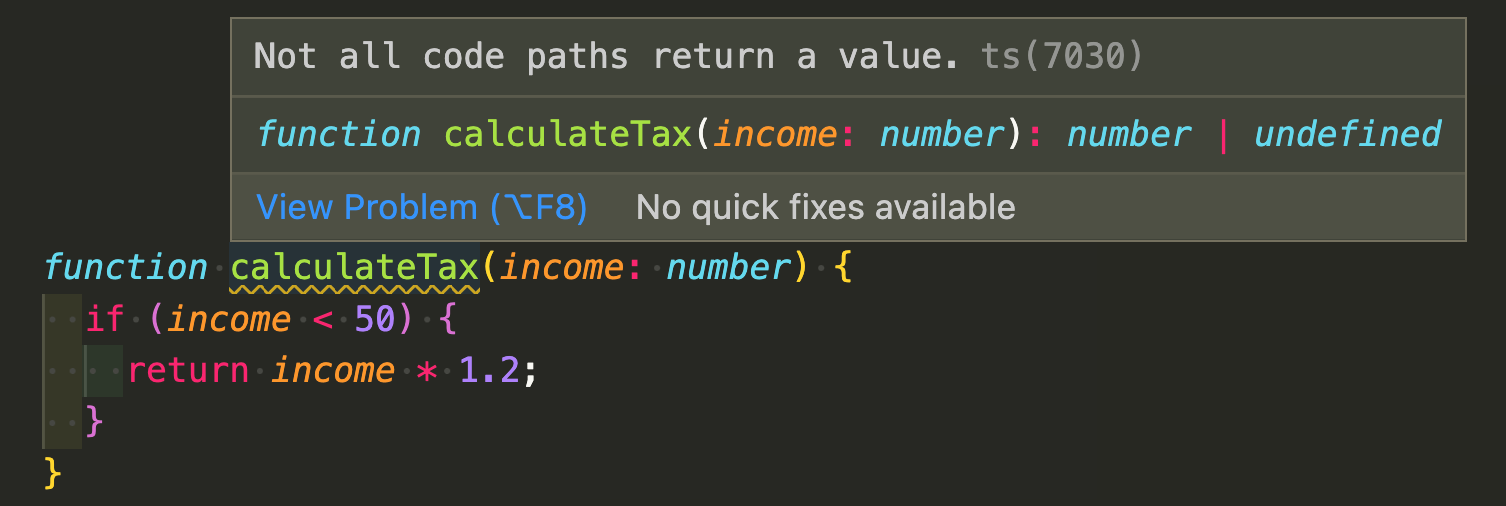 Not all code paths return a value. ts(7030)
function calculateTax(income: number): number | undefined
View Problem (⌥F8) No quick fixes available
function calculateTax(income: number) {
if (income < 50) {
return income * 1.2;
}
}